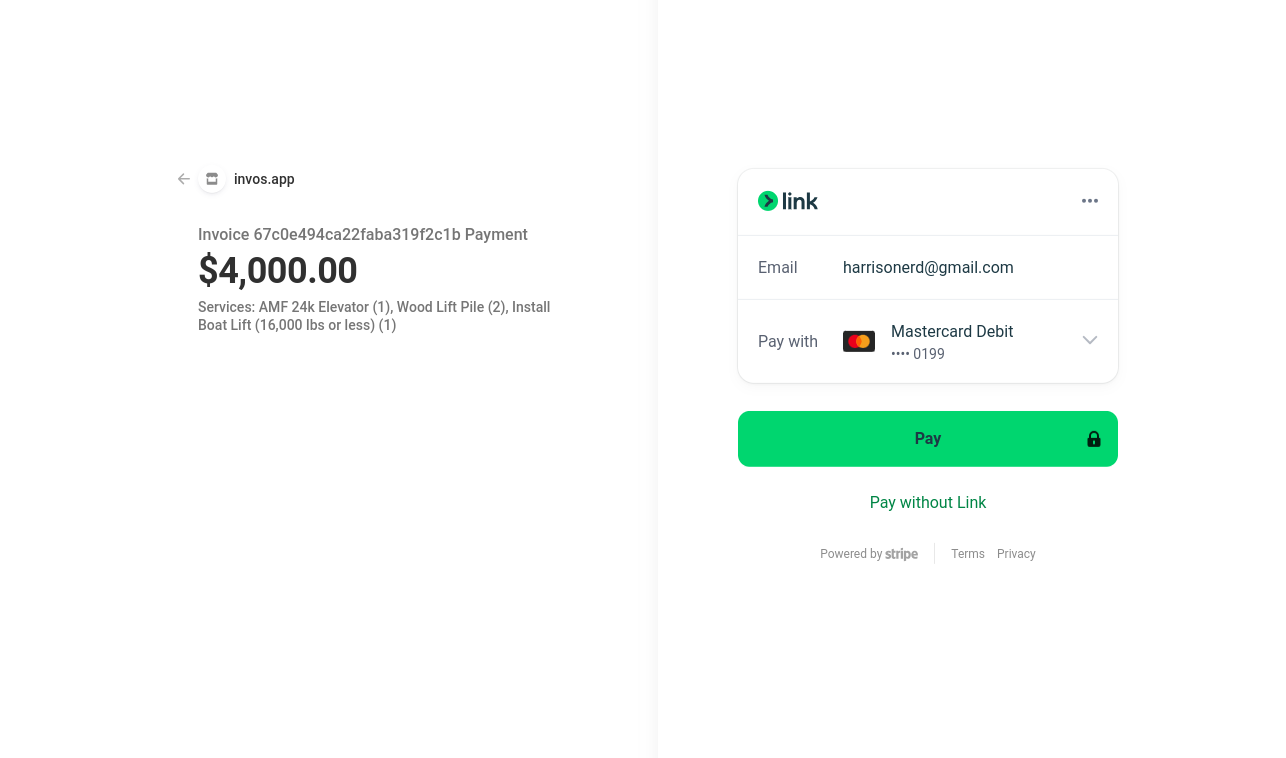 invos.app
Invoice 67c0e494ca22faba319f2c1b Payment
$4,000.00
Services: AMF 24k Elevator (1), Wood Lift Pile (2), Install
Boat Lift (16,000 lbs or less) (1)
link
Email harrisonerd@gmail.com
Pay with Mastercard Debit
•••• 0199
Pay
Pay without Link
Powered by stripe Terms Privacy